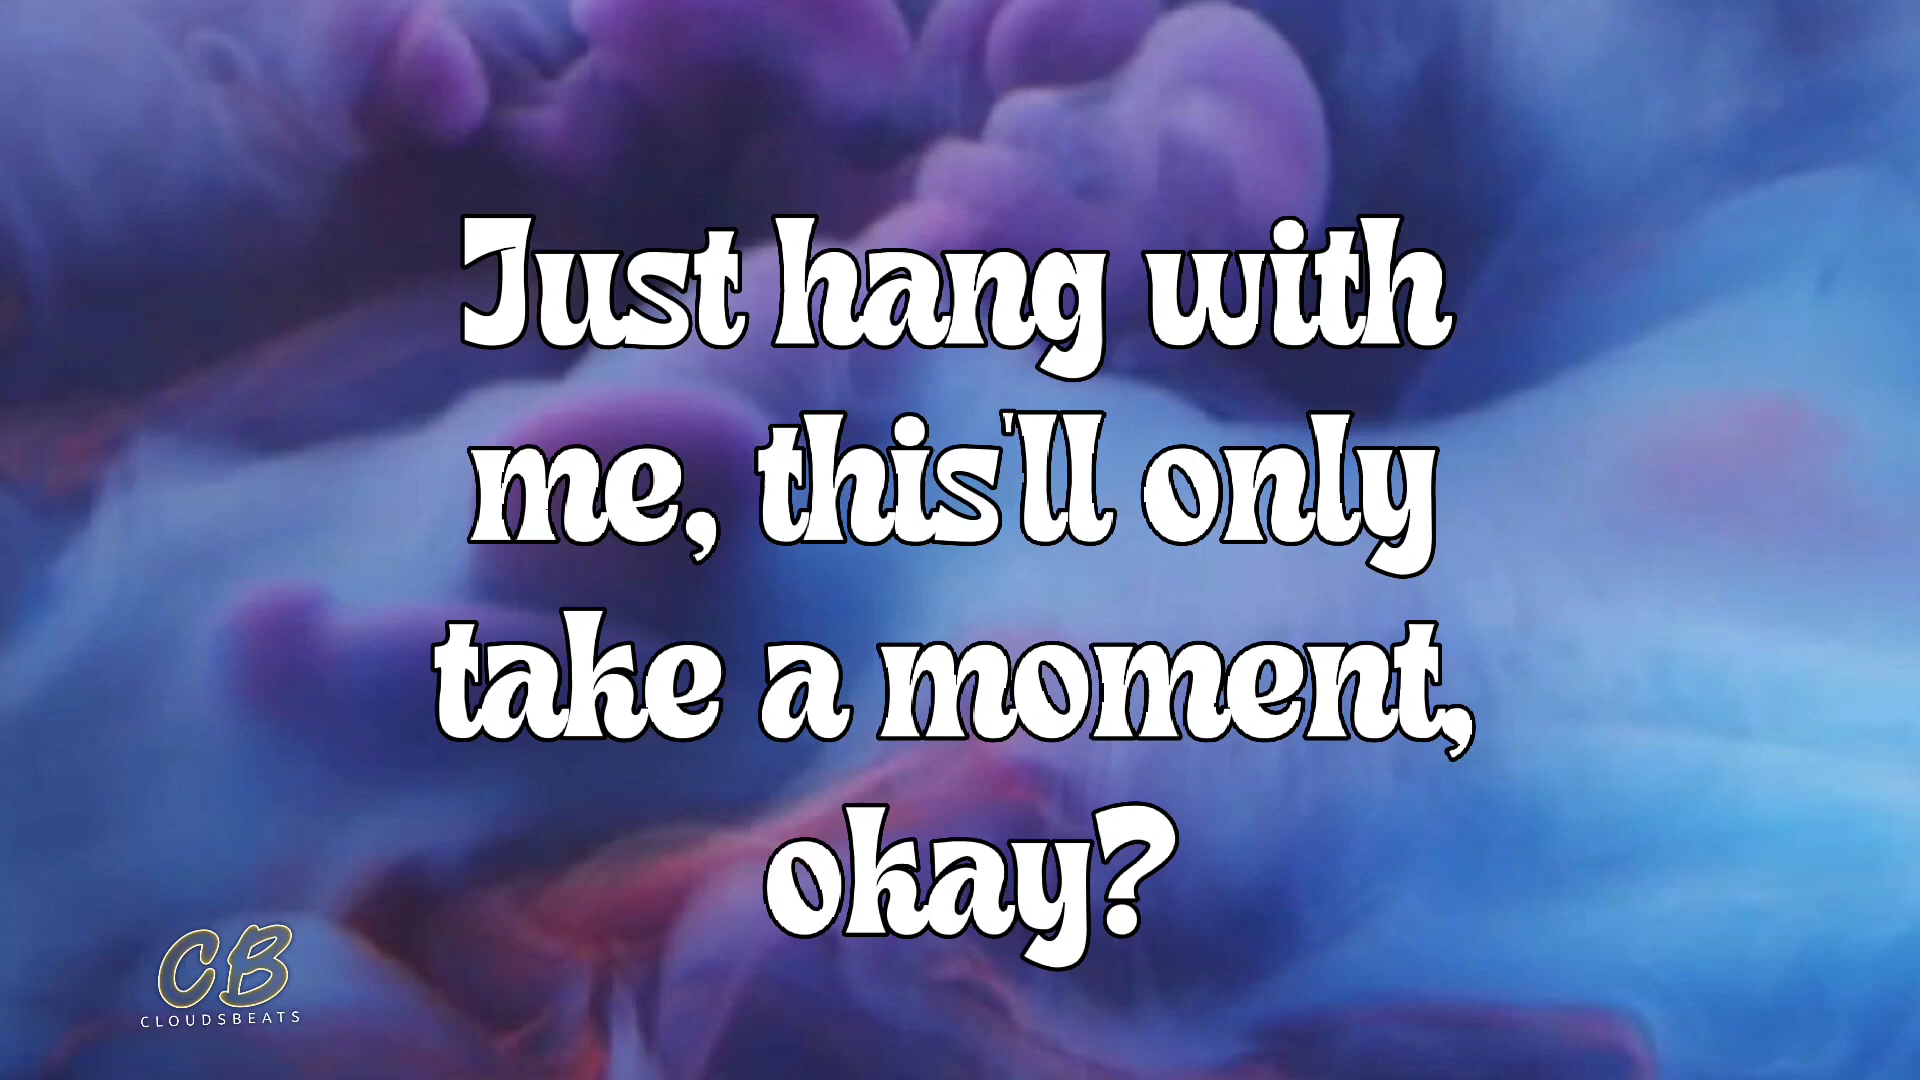 Just hang with
me, this'll only
take a moment,
okay?
CB
CLOUDSBEATS